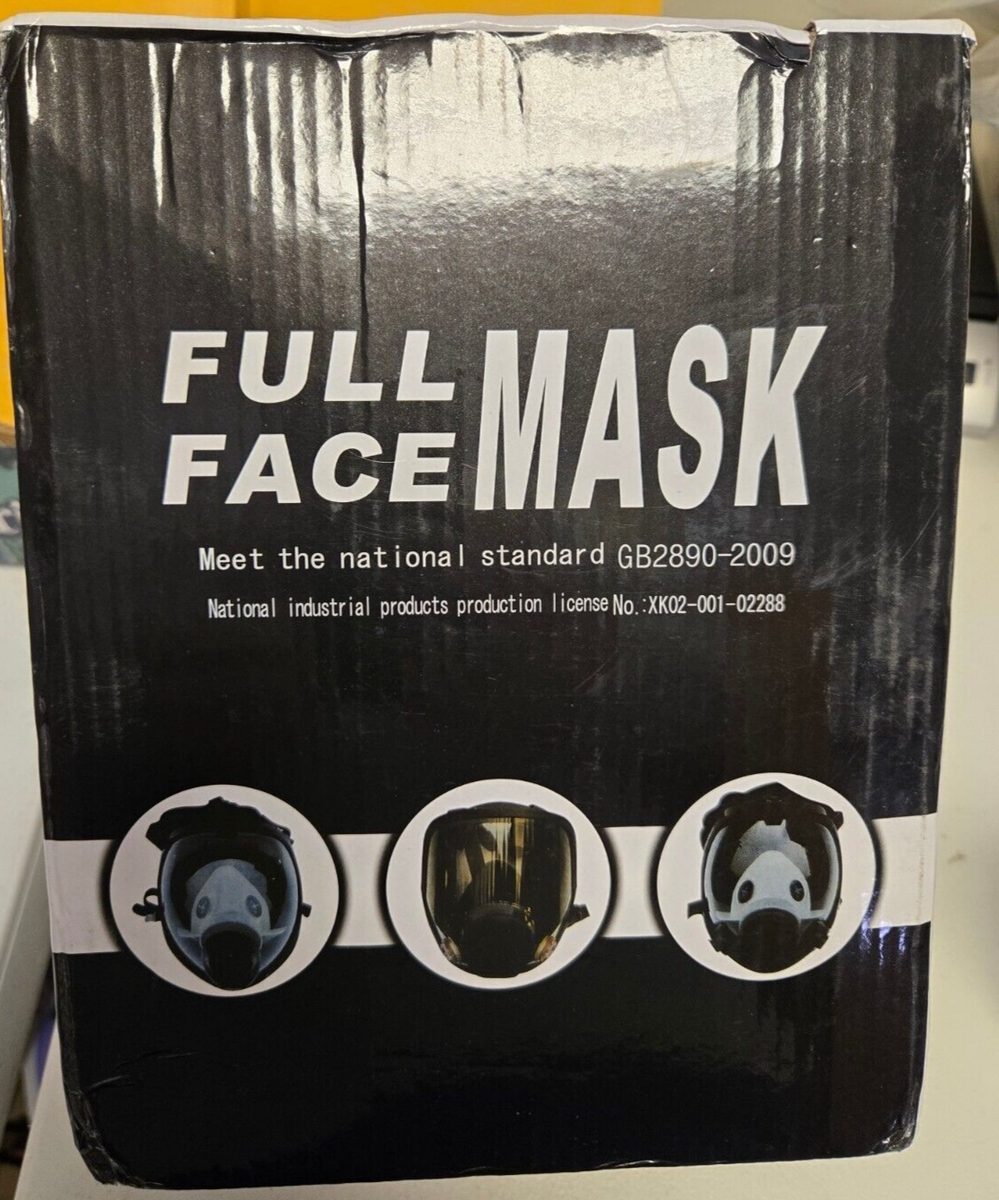 FULL
FACE MASK
Meet the national standard GB2890-2009
National industrial products production license No.:XK02-001-02288